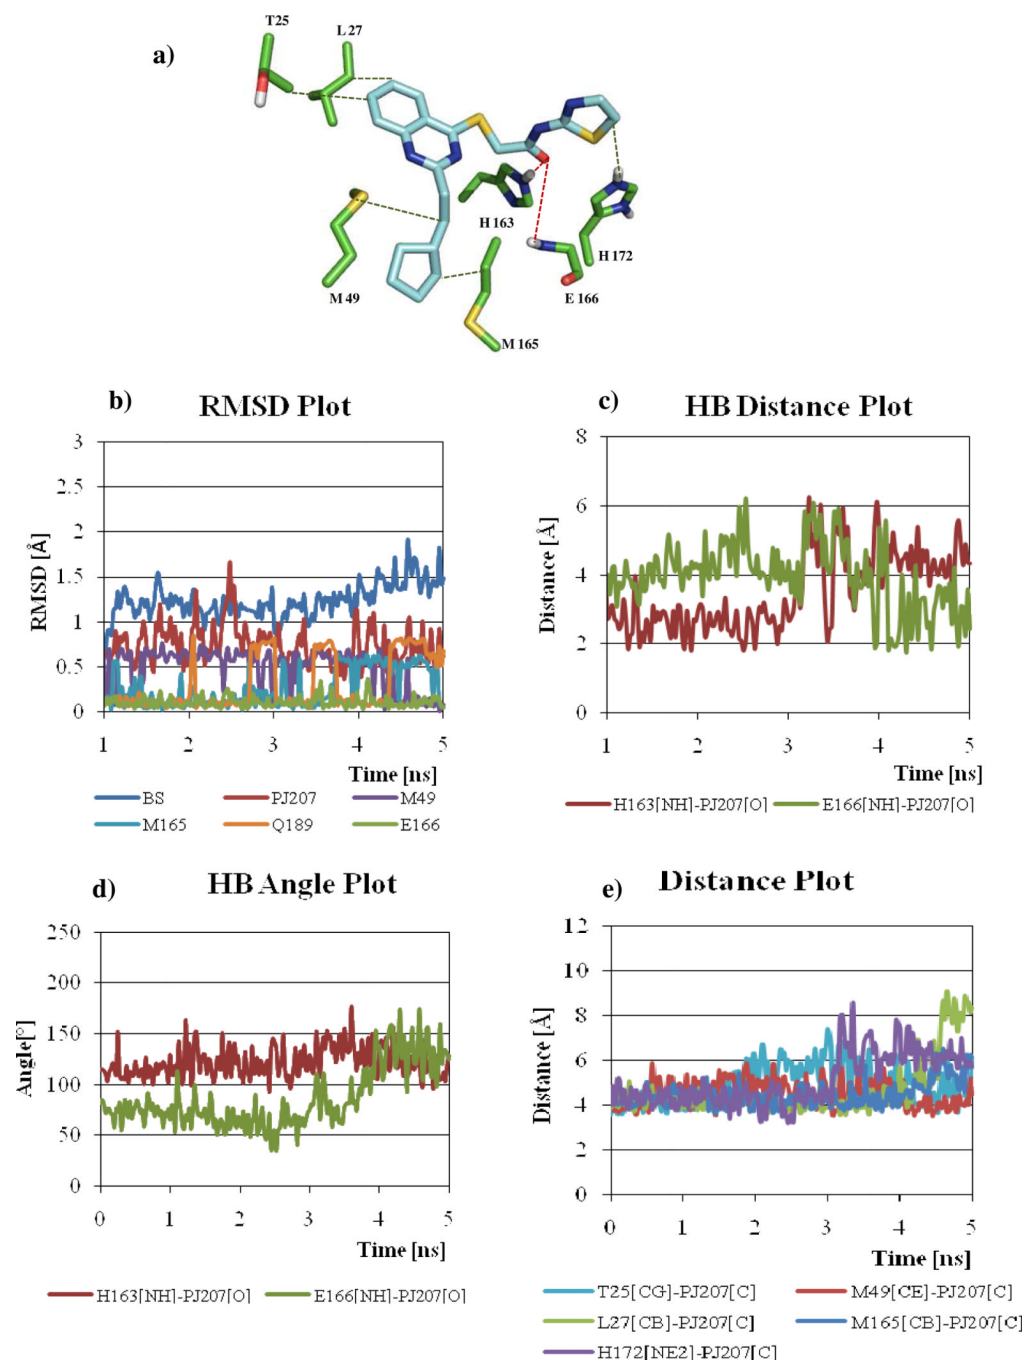 a)
T25
L27
H 163
M 49
H 172
E 166
M 165
b)
RMSD Plot
RMSD [Å]
3
2.5
2
1.5
1
0.5
0
1 2 3 4 5
Time [ns]
BS PJ207 M49
M165 Q189 E166
c)
HB Distance Plot
Distance [Å]
8
6
4
2
0
1 2 3 4 5
Time [ns]
H163[NH]-PJ207[O] E166[NH]-PJ207[O]
d)
HB Angle Plot
Angle[°]
250
200
150
100
50
0
0 1 2 3 4 5
Time [ns]
H163[NH]-PJ207[O] E166[NH]-PJ207[O]
e)
Distance Plot
Distance [Å]
12
10
8
6
4
2
0
0 1 2 3 4 5
Time [ns]
T25[CG]-PJ207[C] M49[CE]-PJ207[C]
L27[CB]-PJ207[C] M165[CB]-PJ207[C]
H172[NE2]-PJ207[C]